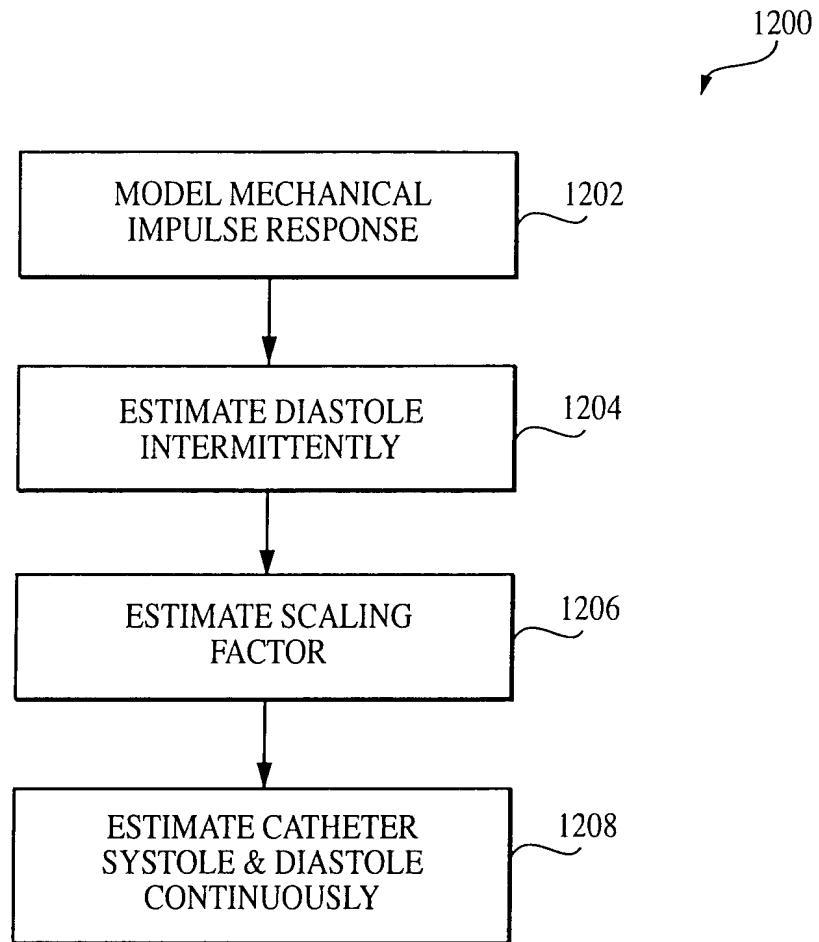 1200
MODEL MECHANICAL
IMPULSE RESPONSE
1202
ESTIMATE DIASTOLE
INTERMITTENTLY
1204
ESTIMATE SCALING
FACTOR
1206
ESTIMATE CATHETER
SYSTOLE & DIASTOLE
CONTINUOUSLY
1208